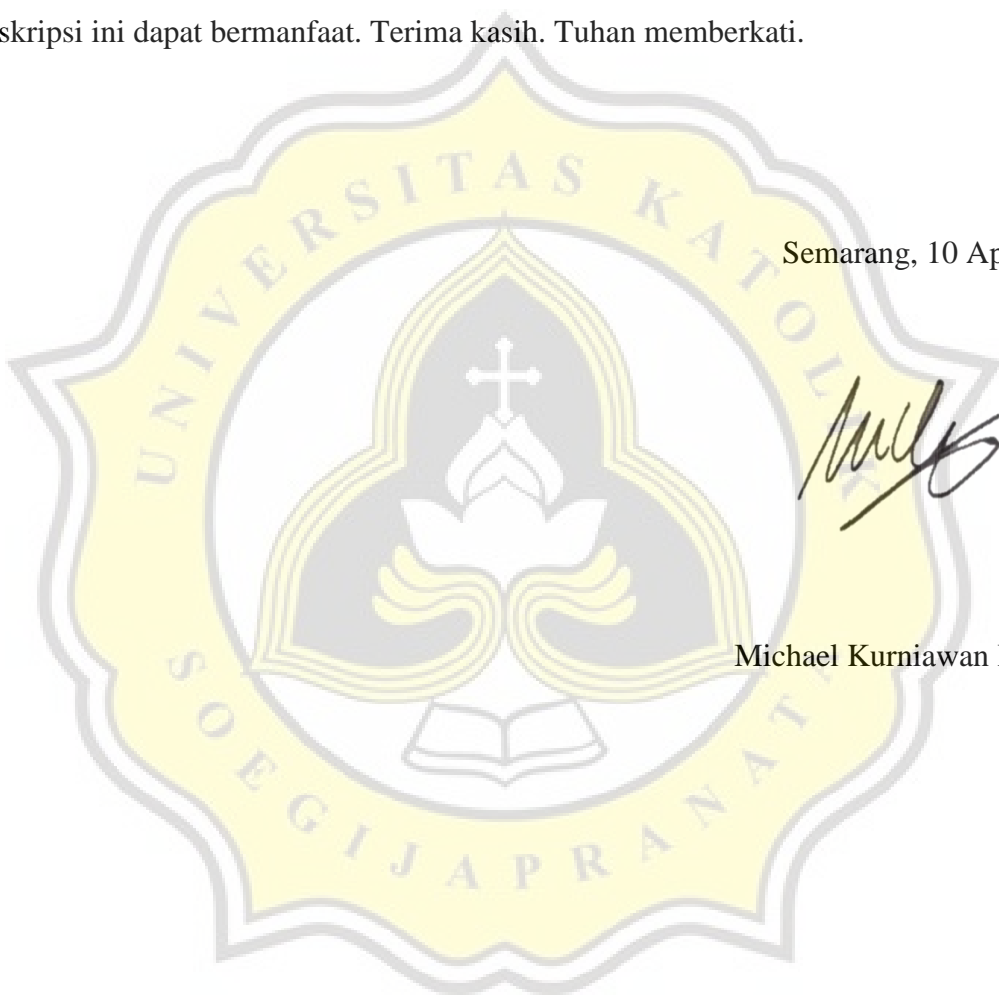 skripsi ini dapat bermanfaat. Terima kasih. Tuhan memberkati.
UNIVERSITAS KATOLIK
Semarang, 10 Ap
Michael Kurniawan
SOEGIJAPRANATA